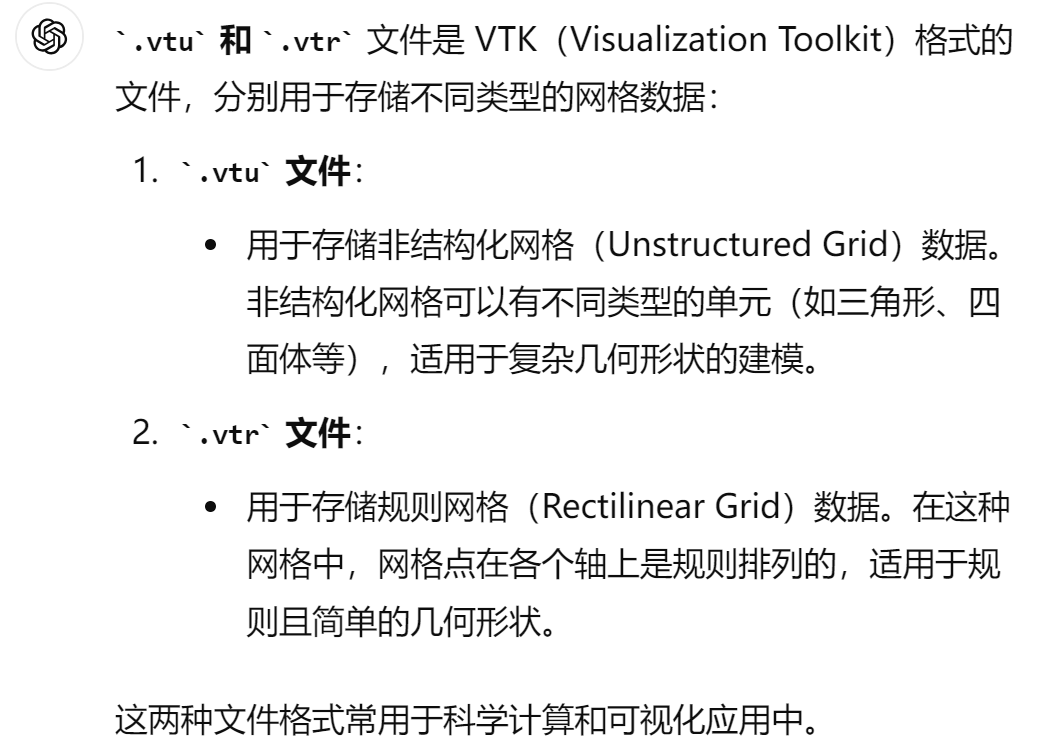 `.vtu` 和 `.vtr` 文件是 VTK（Visualization Toolkit）格式的
文件，分别用于存储不同类型的网格数据：
1. `.vtu` 文件：
• 用于存储非结构化网格（Unstructured Grid）数据。
非结构化网格可以有不同类型的单元（如三角形、四
面体等），适用于复杂几何形状的建模。
2. `.vtr` 文件：
• 用于存储规则网格（Rectilinear Grid）数据。在这种
网格中，网格点在各个轴上是规则排列的，适用于规
则且简单的几何形状。
这两种文件格式常用于科学计算和可视化应用中。